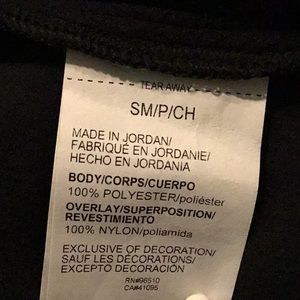 TEAR AWAY
SM/P/CH
MADE IN JORDAN/
FABRIQUÉ EN JORDANIE/
HECHO EN JORDANIA
BODY/CORPS/CUERPO
100% POLYESTER/poliéster
OVERLAY/SUPERPOSITION/
REVESTIMIENTO
100% NYLON/poliamida
EXCLUSIVE OF DECORATION/
SAUF LES DÉCORATIONS/
EXCEPTO DECORACIÓN
RN#96510
CA#41095